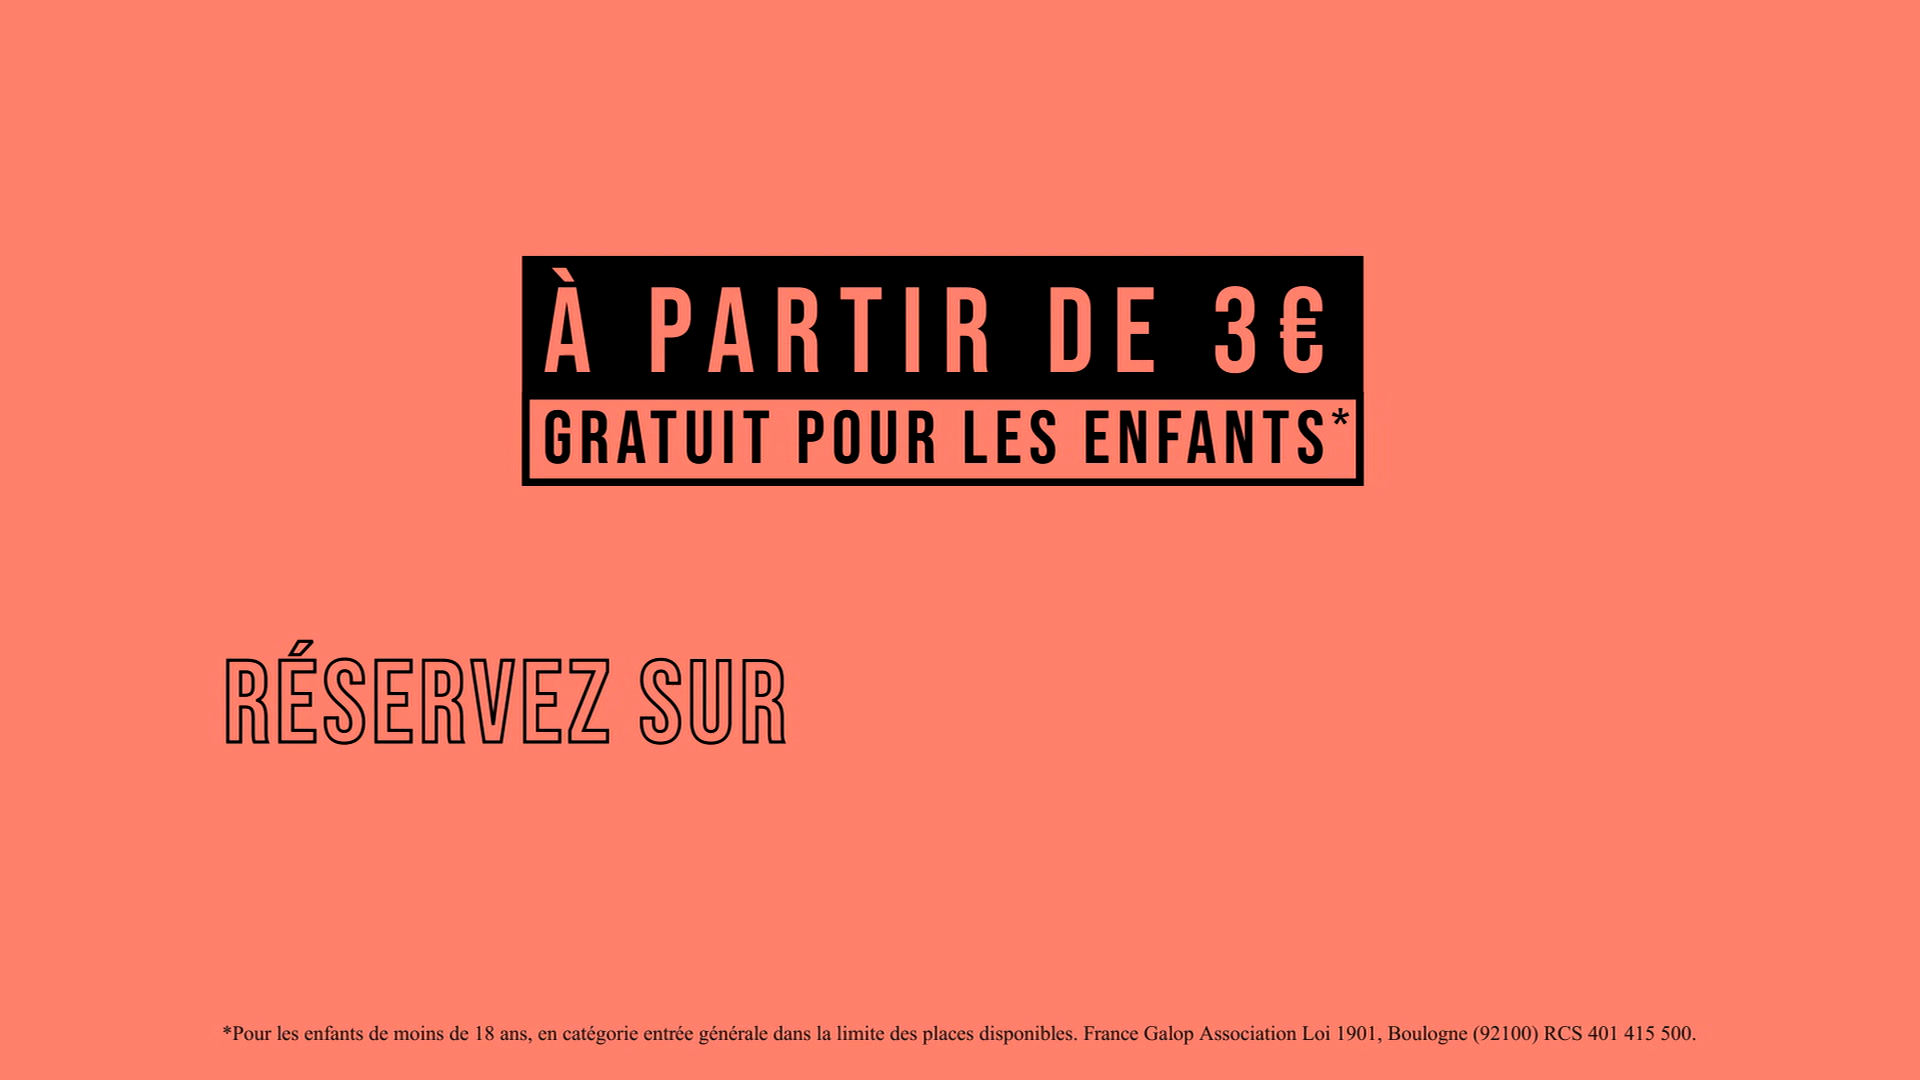 À PARTIR DE 3€
GRATUIT POUR LES ENFANTS*
RÉSERVEZ SUR
*Pour les enfants de moins de 18 ans, en catégorie entrée générale dans la limite des places disponibles. France Galop Association Loi 1901, Boulogne (92100) RCS 401 415 500.